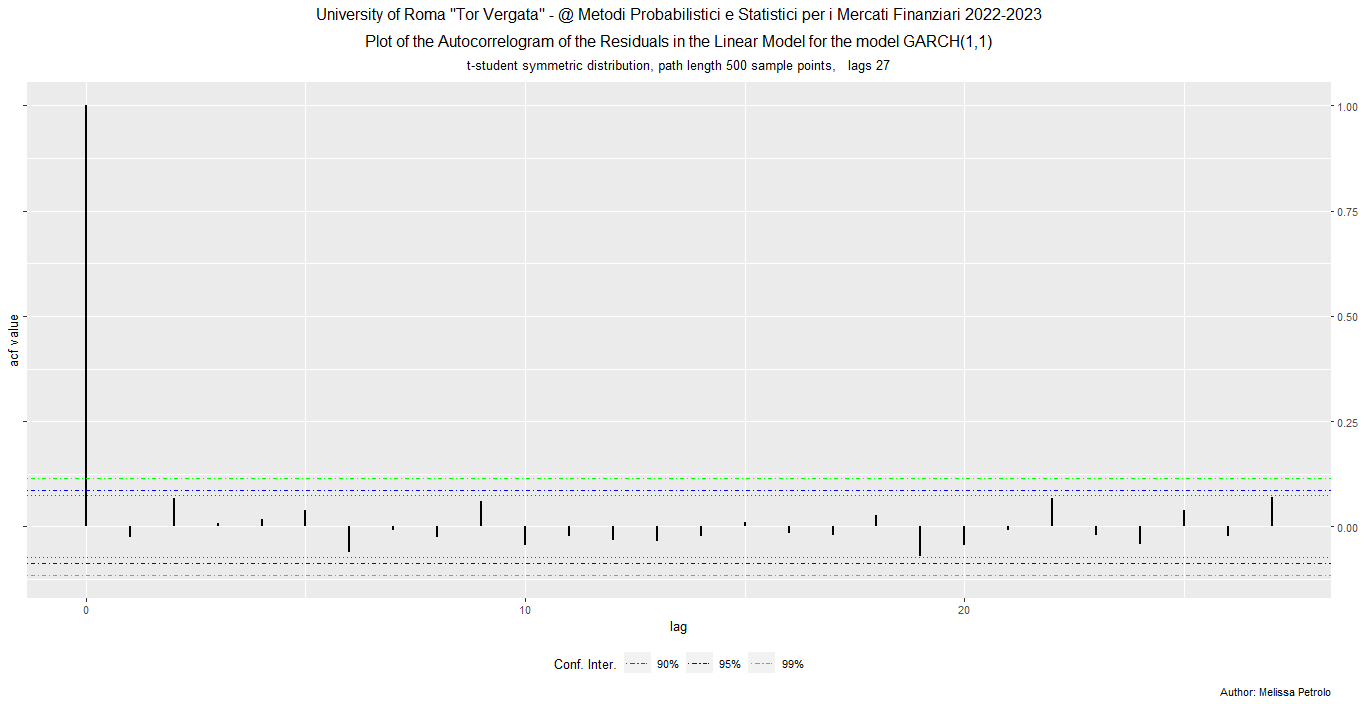 University of Roma "Tor Vergata" - @ Metodi Probabilistici e Statistici per i Mercati Finanziari 2022-2023
Plot of the Autocorrelogram of the Residuals in the Linear Model for the model GARCH(1,1)
t-student symmetric distribution, path length 500 sample points, lags 27
acf value
1.00
0.75
0.50
0.25
0.00
0 10 20
lag
Conf. Inter. 90% 95% 99%
Author: Melissa Petrolo